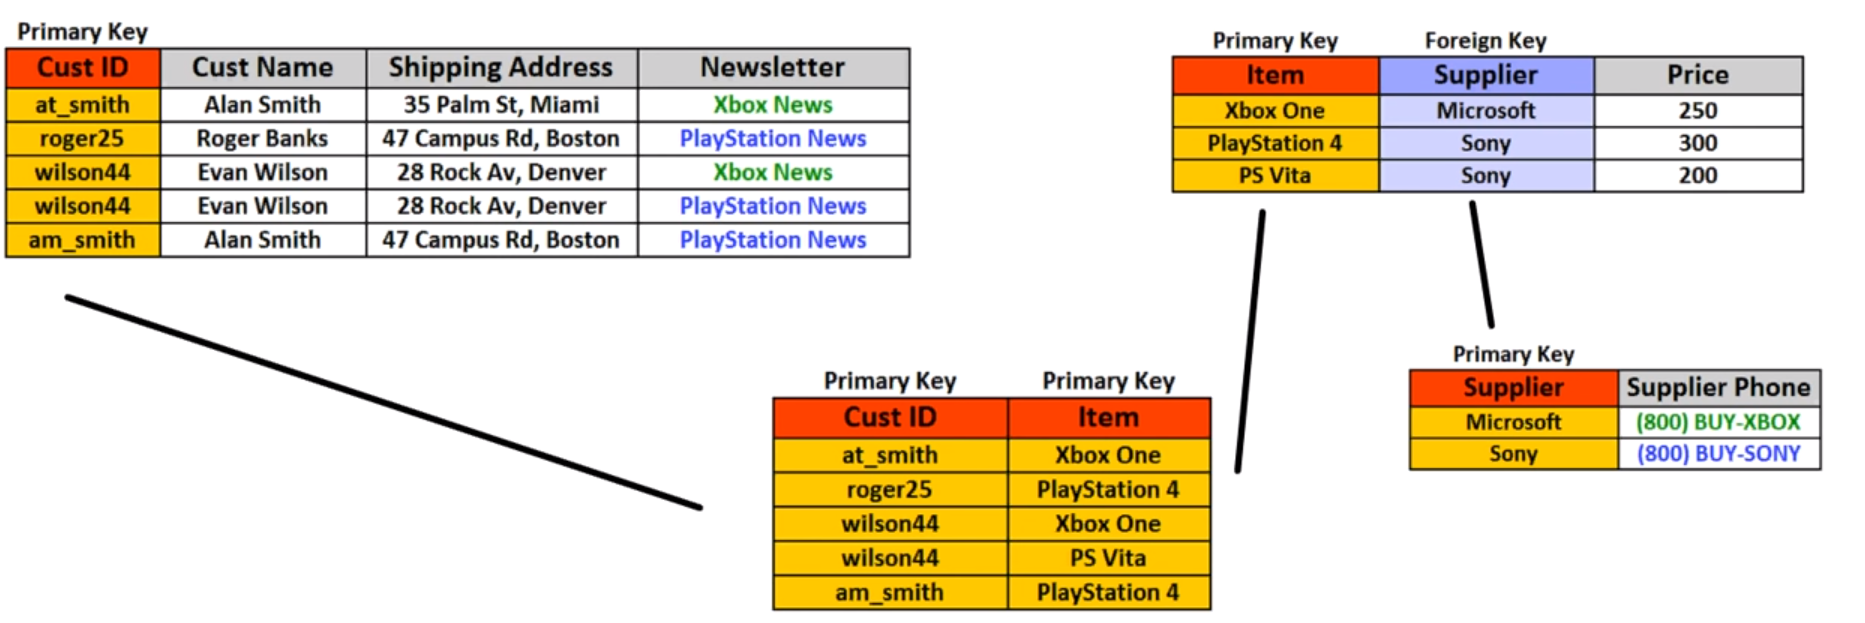 Primary Key
Cust ID Cust Name Shipping Address Newsletter
at_smith Alan Smith 35 Palm St, Miami Xbox News
roger25 Roger Banks 47 Campus Rd, Boston PlayStation News
wilson44 Evan Wilson 28 Rock Av, Denver Xbox News
wilson44 Evan Wilson 28 Rock Av, Denver PlayStation News
am_smith Alan Smith 47 Campus Rd, Boston PlayStation News
Primary Key Foreign Key
Item Supplier Price
Xbox One Microsoft 250
PlayStation 4 Sony 300
PS Vita Sony 200
Primary Key Primary Key
Cust ID Item
at_smith Xbox One
roger25 PlayStation 4
wilson44 Xbox One
wilson44 PS Vita
am_smith PlayStation 4
Primary Key
Supplier Supplier Phone
Microsoft (800) BUY-XBOX
Sony (800) BUY-SONY